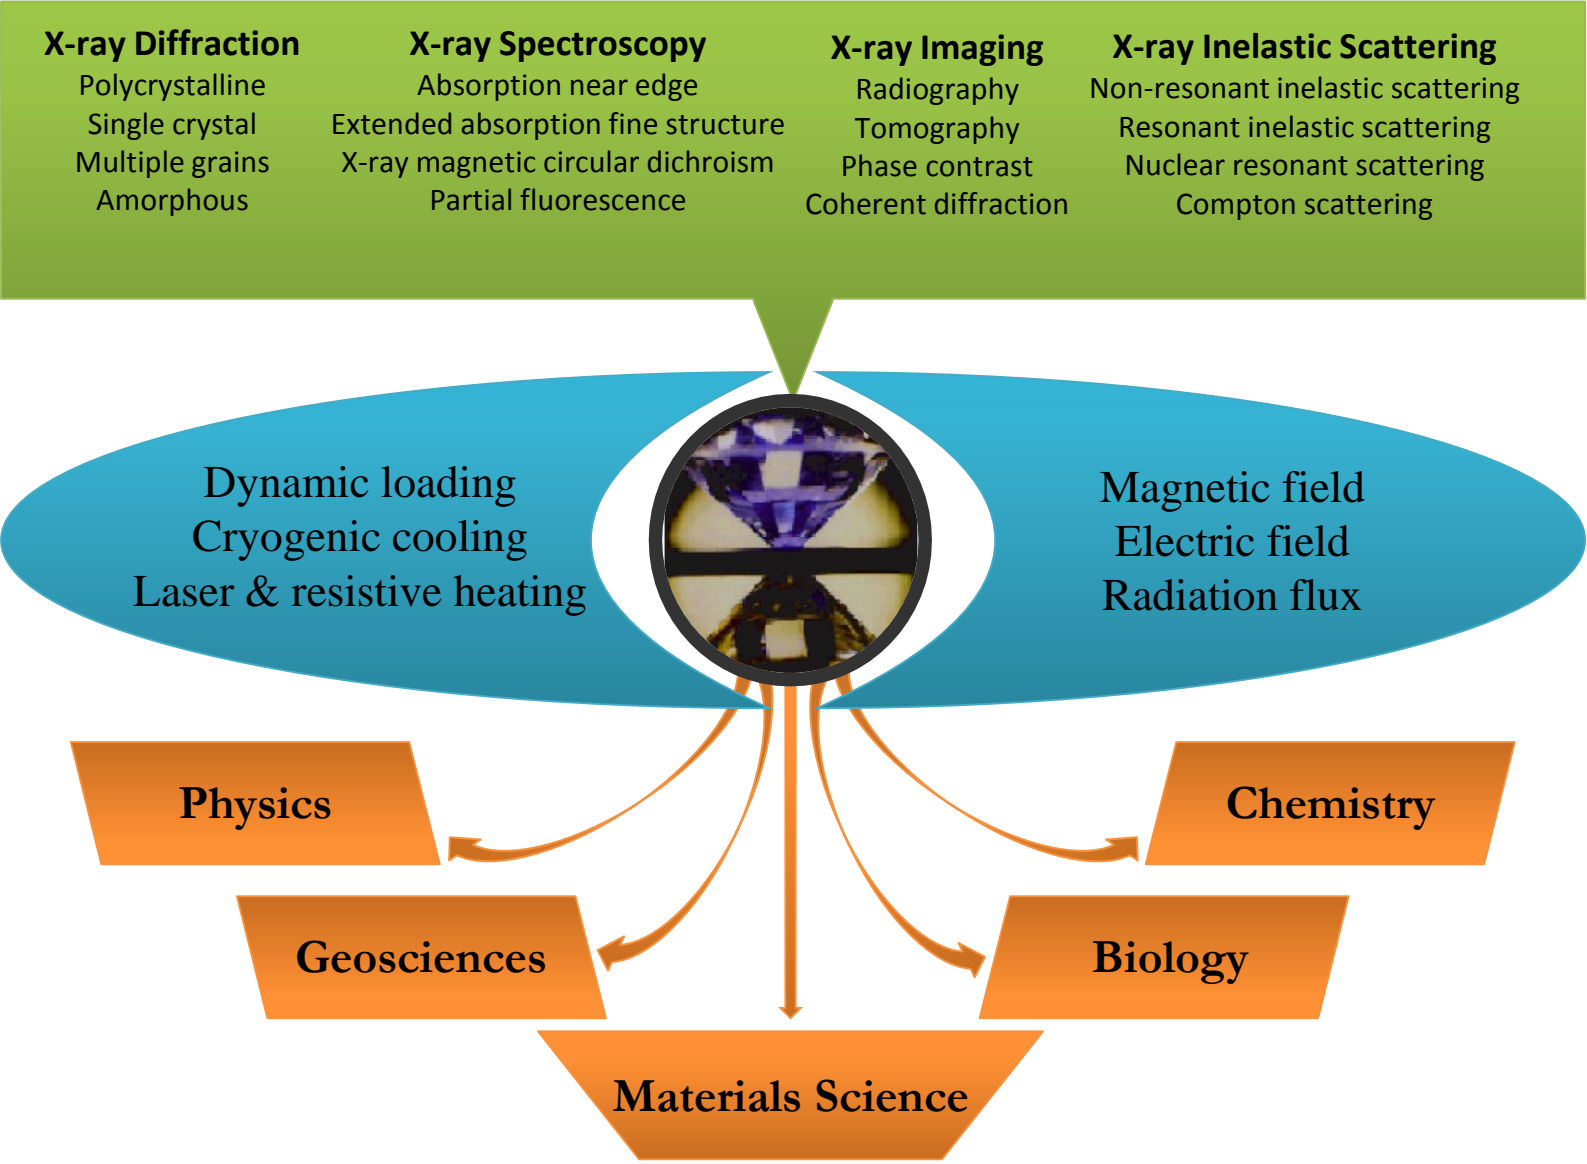 X-ray Diffraction
Polycrystalline
Single crystal
Multiple grains
Amorphous
X-ray Spectroscopy
Absorption near edge
Extended absorption fine structure
X-ray magnetic circular dichroism
Partial fluorescence
X-ray Imaging
Radiography
Tomography
Phase contrast
Coherent diffraction
X-ray Inelastic Scattering
Non-resonant inelastic scattering
Resonant inelastic scattering
Nuclear resonant scattering
Compton scattering
Dynamic loading
Cryogenic cooling
Laser & resistive heating
Magnetic field
Electric field
Radiation flux
Physics
Chemistry
Geosciences
Biology
Materials Science